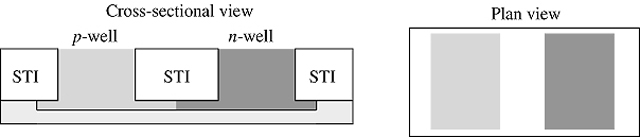 Cross-sectional view
p-well
n-well
STI
STI
STI
Plan view